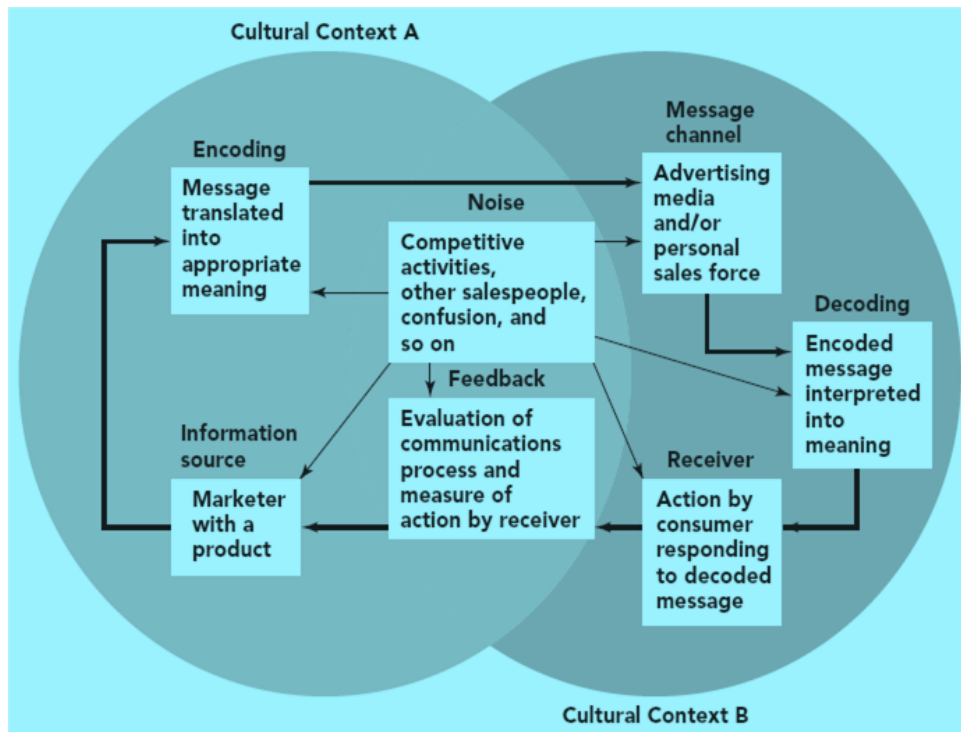 Cultural Context A
Encoding
Message
translated
into
appropriate
meaning
Message
channel
Advertising
media
and/or
personal
sales force
Noise
Competitive
activities,
other salespeople,
confusion, and
so on
Decoding
Encoded
message
interpreted
into
meaning
Feedback
Evaluation of
communications
process and
measure of
action by receiver
Information
source
Marketer
with a
product
Receiver
Action by
consumer
responding
to decoded
message
Cultural Context B